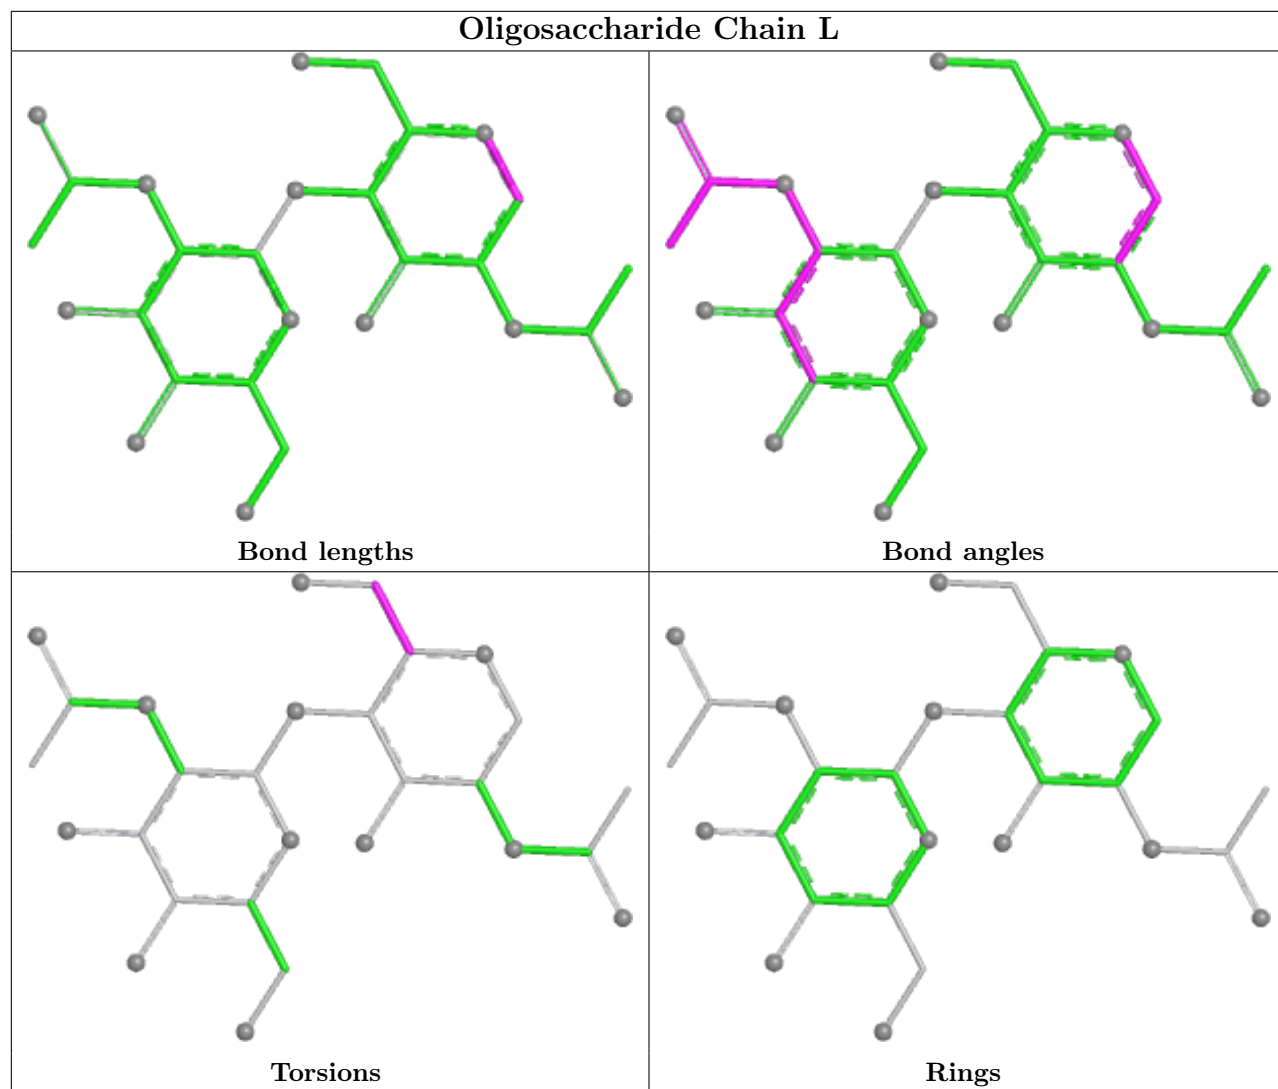 Oligosaccharide Chain L
Bond lengths
Bond angles
Torsions
Rings